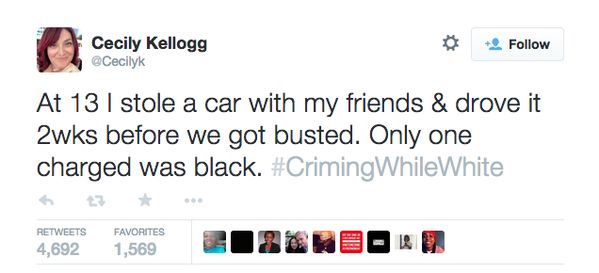 Cecily Kellogg
@Cecilyk
Follow
At 13 I stole a car with my friends & drove it
2wks before we got busted. Only one
charged was black. #CrimingWhileWhite
RETWEETS FAVORITES
4,692 1,569